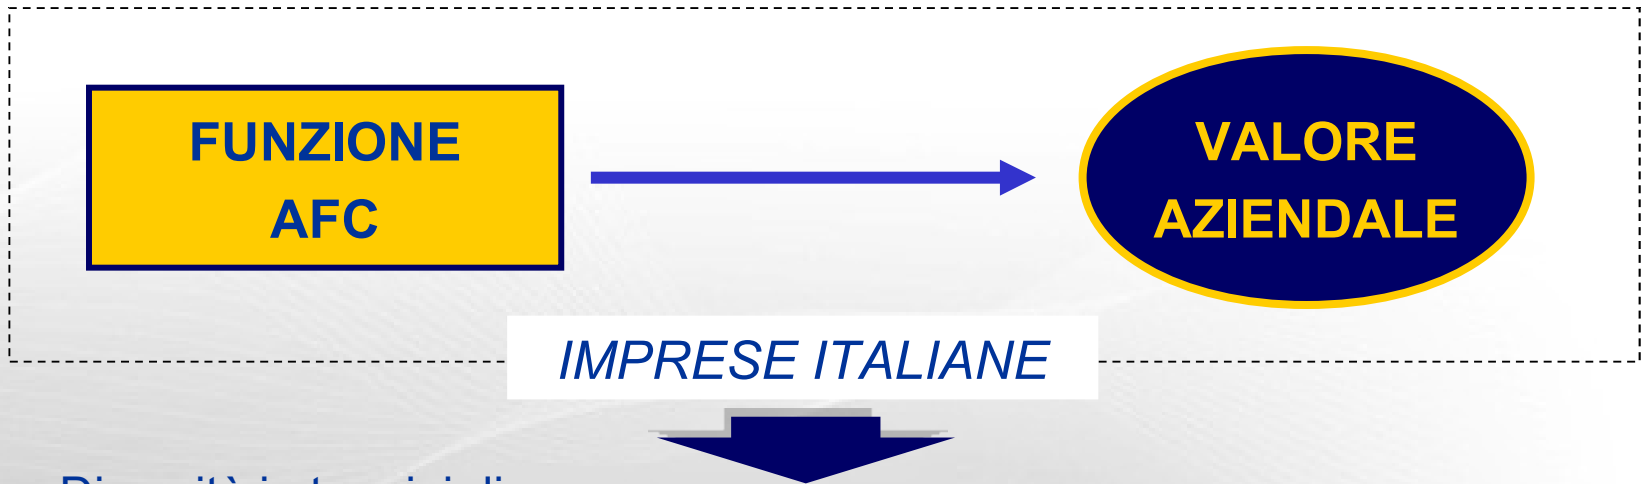 FUNZIONE
AFC
VALORE
AZIENDALE
IMPRESE ITALIANE